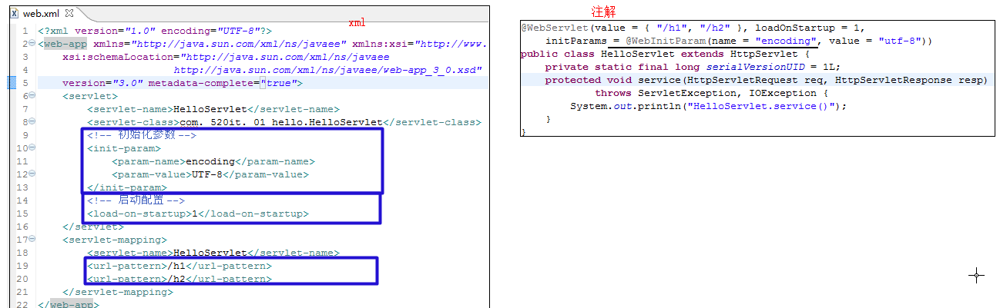 web.xml
xml
1 <?xml version="1.0" encoding="UTF-8"?>
2 <web-app xmlns="http://java.sun.com/xml/ns/javaee" xmlns:xsi="http://www.
3 xsi:schemaLocation="http://java.sun.com/xml/ns/javaee
4 http://java.sun.com/xml/ns/javaee/web-app_3_0.xsd"
5 version="3.0" metadata-complete="true">
6 <servlet>
7 <servlet-name>HelloServlet</servlet-name>
8 <servlet-class>com. 520it. 01 hello.HelloServlet</servlet-class>
9 <!-- 初始化参数 -->
10 <init-param>
11 <param-name>encoding</param-name>
12 <param-value>UTF-8</param-value>
13 </init-param>
14 <!-- 启动配置 -->
15 <load-on-startup>1</load-on-startup>
16 </servlet>
17 <servlet-mapping>
18 <servlet-name>HelloServlet</servlet-name>
19 <url-pattern>/h1</url-pattern>
20 <url-pattern>/h2</url-pattern>
21 </servlet-mapping>
22 </web-app>
注解
@WebServlet(value = { "/h1", "/h2" }, loadOnStartup = 1,
initParams = @WebInitParam(name = "encoding", value = "utf-8"))
public class HelloServlet extends HttpServlet {
private static final long serialVersionUID = 1L;
protected void service(HttpServletRequest req, HttpServletResponse resp)
throws ServletException, IOException {
System.out.println("HelloServlet.service()");
}
}